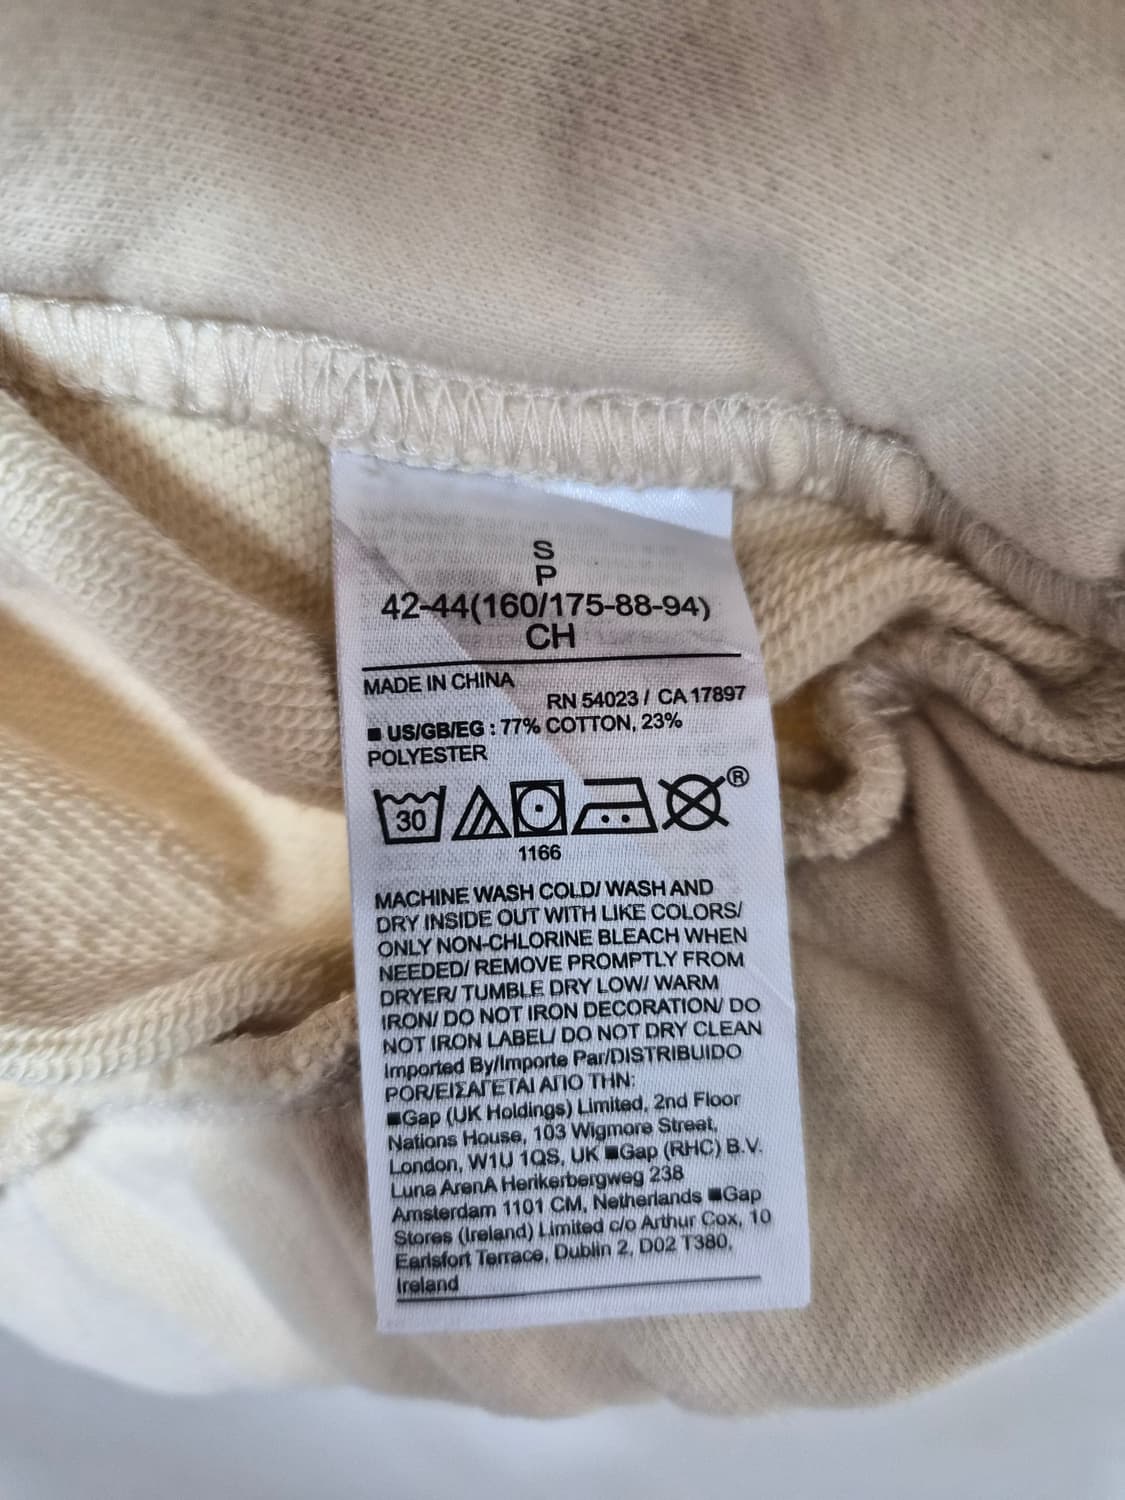 S
P
42-44(160/175-88-94)
CH
MADE IN CHINA
RN 54023 / CA 17897
■ US/GB/EG : 77% COTTON, 23%
POLYESTER
30
®
1166
MACHINE WASH COLD/ WASH AND
DRY INSIDE OUT WITH LIKE COLORS/
ONLY NON-CHLORINE BLEACH WHEN
NEEDED/ REMOVE PROMPTLY FROM
DRYER/ TUMBLE DRY LOW/ WARM
IRON/ DO NOT IRON DECORATION/ DO
NOT IRON LABEL/ DO NOT DRY CLEAN
Imported By/Importe Par/DISTRIBUIDO
POR/ΕΙΣΑΓΕΤΑΙ ΑΠΟ ΤΗΝ:
■Gap (UK Holdings) Limited, 2nd Floor
Nations House, 103 Wigmore Street,
London, W1U 1QS, UK ■Gap (RHC) B.V.
Luna ArenA Herikerbergweg 238
Amsterdam 1101 CM, Netherlands ■Gap
Stores (Ireland) Limited c/o Arthur Cox, 10
Earlsfort Terrace, Dublin 2, D02 T380,
Ireland